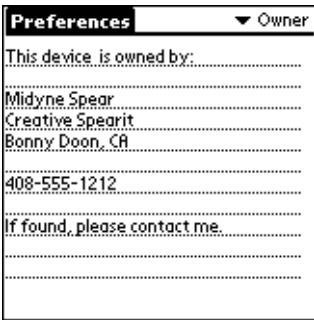 Preferences
Owner
This device is owned by:
Midyne Spear
Creative Spearit
Bonny Doon, CA
408-555-1212
If found, please contact me.